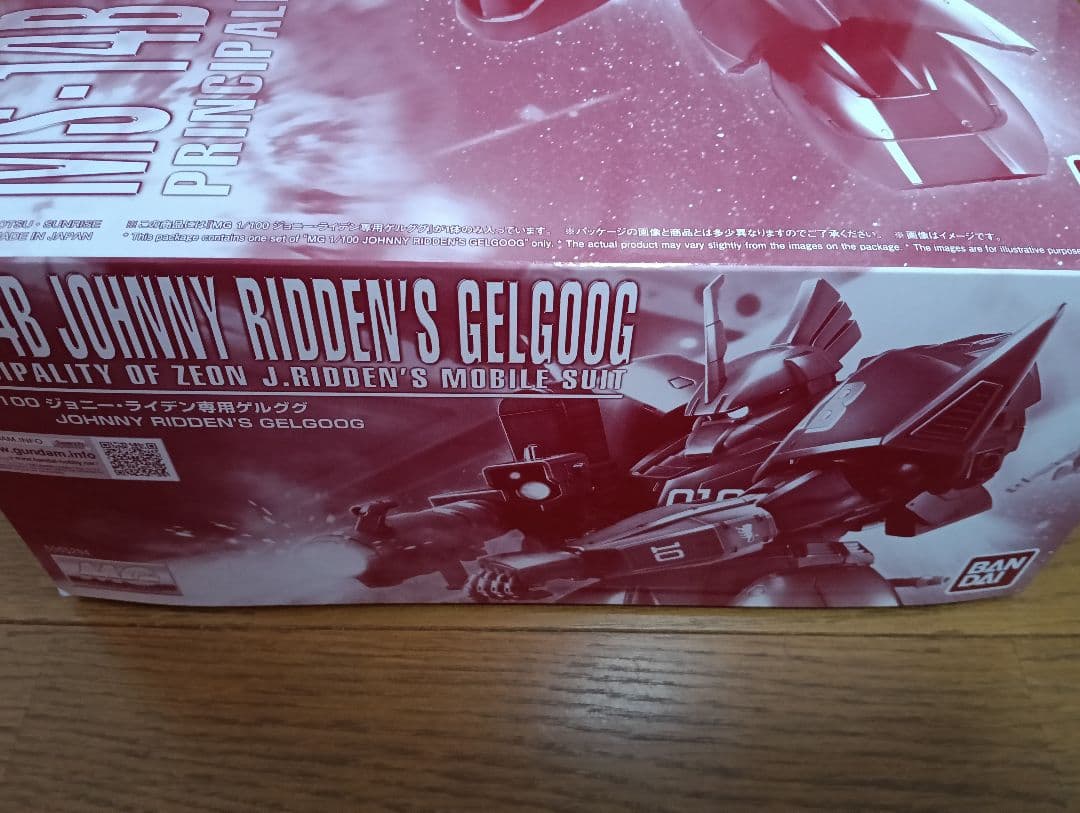 MS-14B
PRINCIPALI
OTSU・SUNRISE
MADE IN JAPAN
※この商品には『MG 1/100 ジョニー・ライデン専用ゲルググ』が1体のみ入っています。 ※パッケージの画像と商品とは多少異なりますのでご了承ください。 ※画像はイメージです。
* This package contains one set of "MG 1/100 JOHNNY RIDDEN'S GELGOOG" only. * The actual product may vary slightly from the images on the package. * The images are for illustrative purposes
4B JOHNNY RIDDEN'S GELGOOG
CIPALITY OF ZEON J.RIDDEN'S MOBILE SUIT
100 ジョニー・ライデン専用ゲルググ
JOHNNY RIDDEN'S GELGOOG
AM.INFO
w.gundam.info
B
10
BAN
DAI